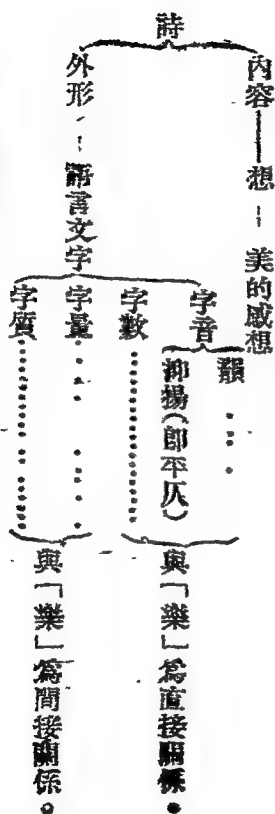 詩
內容——想——美的感想
外形——語言文字
字音
韻……
抑揚(即平仄)
字數…………
字量……
字質…………
與「樂」爲直接關係。
與「樂」爲間接關係。